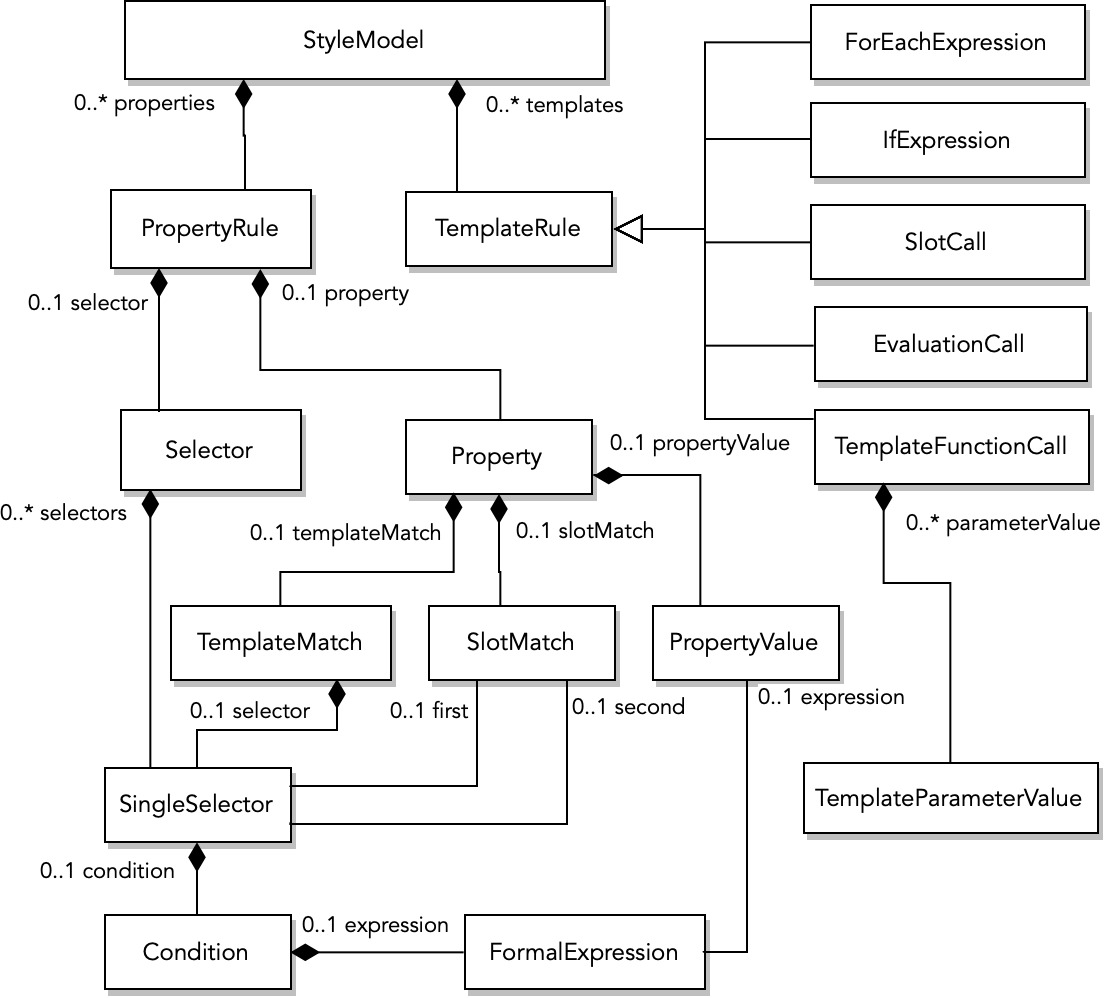 StyleModel
ForEachExpression
0..* properties
0..* templates
IfExpression
PropertyRule
TemplateRule
SlotCall
0..1 selector
0..1 property
EvaluationCall
Selector
Property
0..1 propertyValue
TemplateFunctionCall
0..* selectors
0..1 templateMatch
0..1 slotMatch
0..* parameterValue
TemplateMatch
SlotMatch
PropertyValue
0..1 selector
0..1 first
0..1 second
0..1 expression
SingleSelector
TemplateParameterValue
0..1 condition
0..1 expression
Condition
FormalExpression